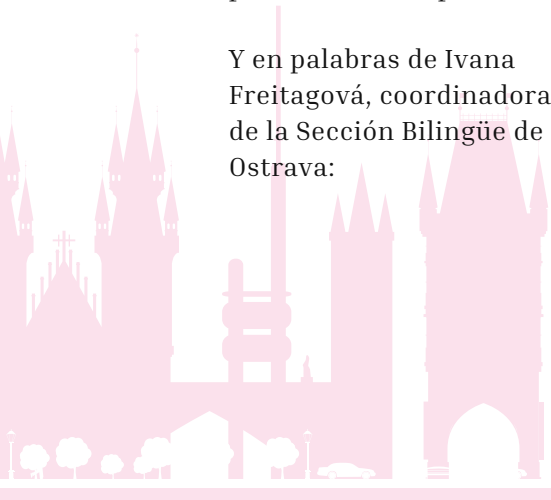 Y en palabras de Ivana
Freitagová, coordinadora
de la Sección Bilingüe de
Ostrava: